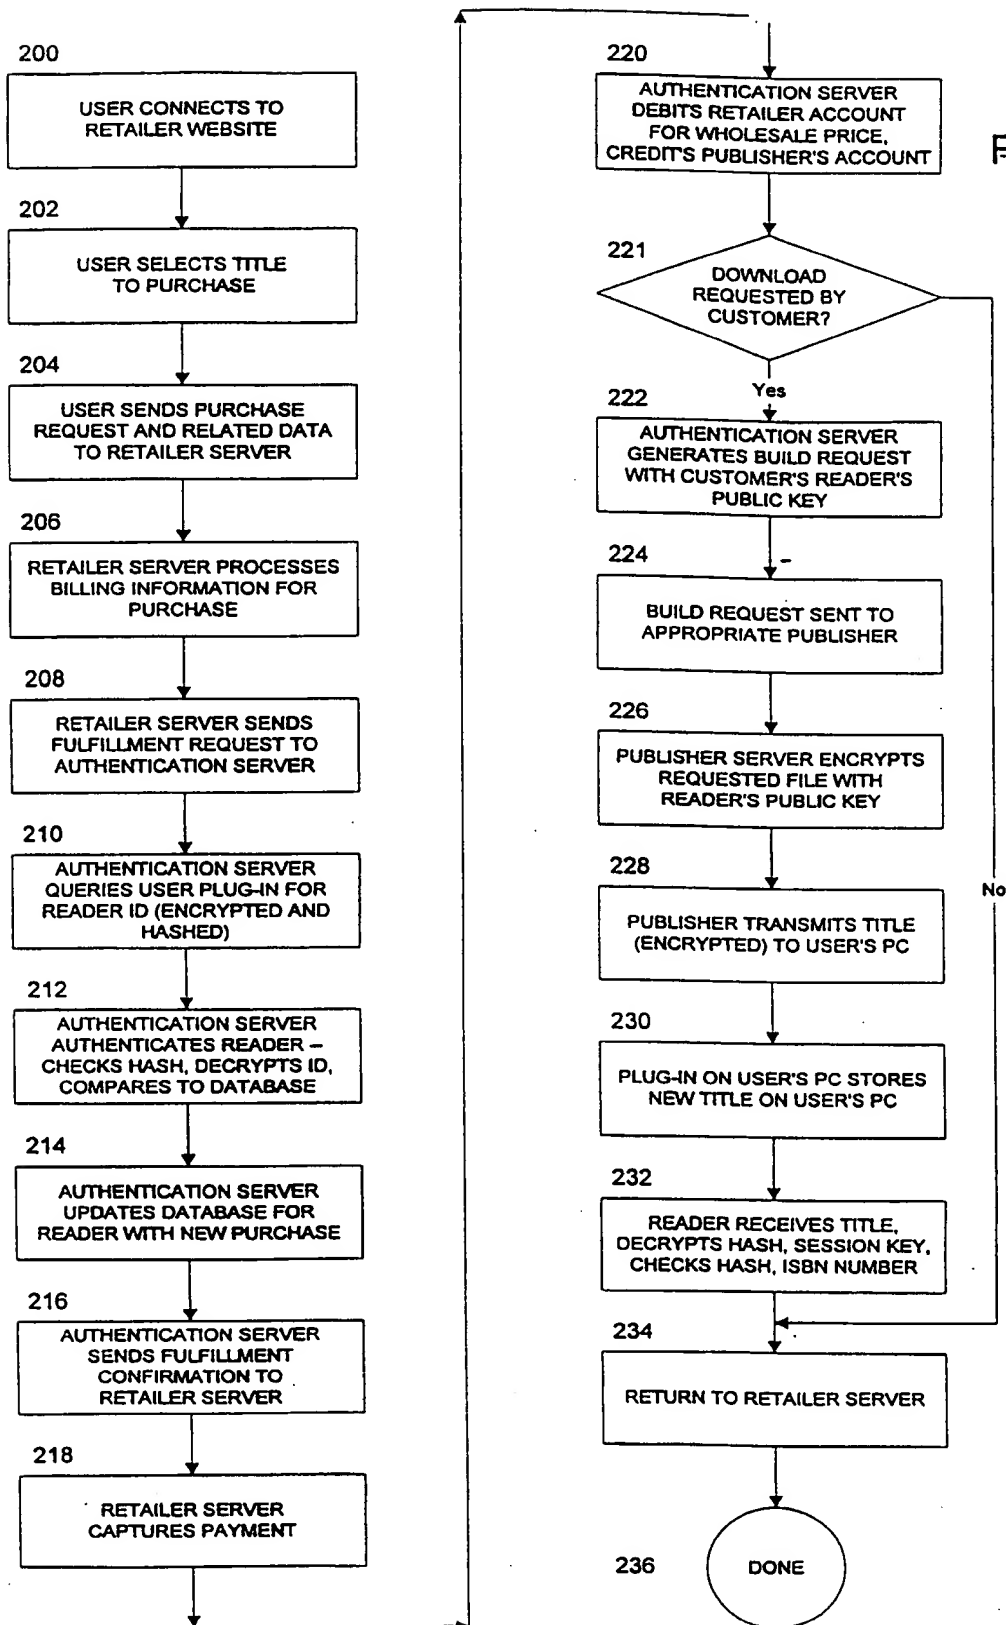 200
USER CONNECTS TO
RETAILER WEBSITE
202
USER SELECTS TITLE
TO PURCHASE
204
USER SENDS PURCHASE
REQUEST AND RELATED DATA
TO RETAILER SERVER
206
RETAILER SERVER PROCESSES
BILLING INFORMATION FOR
PURCHASE
208
RETAILER SERVER SENDS
FULFILLMENT REQUEST TO
AUTHENTICATION SERVER
210
AUTHENTICATION SERVER
QUERIES USER PLUG-IN FOR
READER ID (ENCRYPTED AND
HASHED)
212
AUTHENTICATION SERVER
AUTHENTICATES READER –
CHECKS HASH, DECRYPTS ID,
COMPARES TO DATABASE
214
AUTHENTICATION SERVER
UPDATES DATABASE FOR
READER WITH NEW PURCHASE
216
AUTHENTICATION SERVER
SENDS FULFILLMENT
CONFIRMATION TO
RETAILER SERVER
218
RETAILER SERVER
CAPTURES PAYMENT
220
AUTHENTICATION SERVER
DEBITS RETAILER ACCOUNT
FOR WHOLESALE PRICE,
CREDIT'S PUBLISHER'S ACCOUNT
221
DOWNLOAD
REQUESTED BY
CUSTOMER?
Yes
222
AUTHENTICATION SERVER
GENERATES BUILD REQUEST
WITH CUSTOMER'S READER'S
PUBLIC KEY
224
BUILD REQUEST SENT TO
APPROPRIATE PUBLISHER
226
PUBLISHER SERVER ENCRYPTS
REQUESTED FILE WITH
READER'S PUBLIC KEY
228
No
PUBLISHER TRANSMITS TITLE
(ENCRYPTED) TO USER'S PC
230
PLUG-IN ON USER'S PC STORES
NEW TITLE ON USER'S PC
232
READER RECEIVES TITLE,
DECRYPTS HASH, SESSION KEY,
CHECKS HASH, ISBN NUMBER
234
RETURN TO RETAILER SERVER
236
DONE